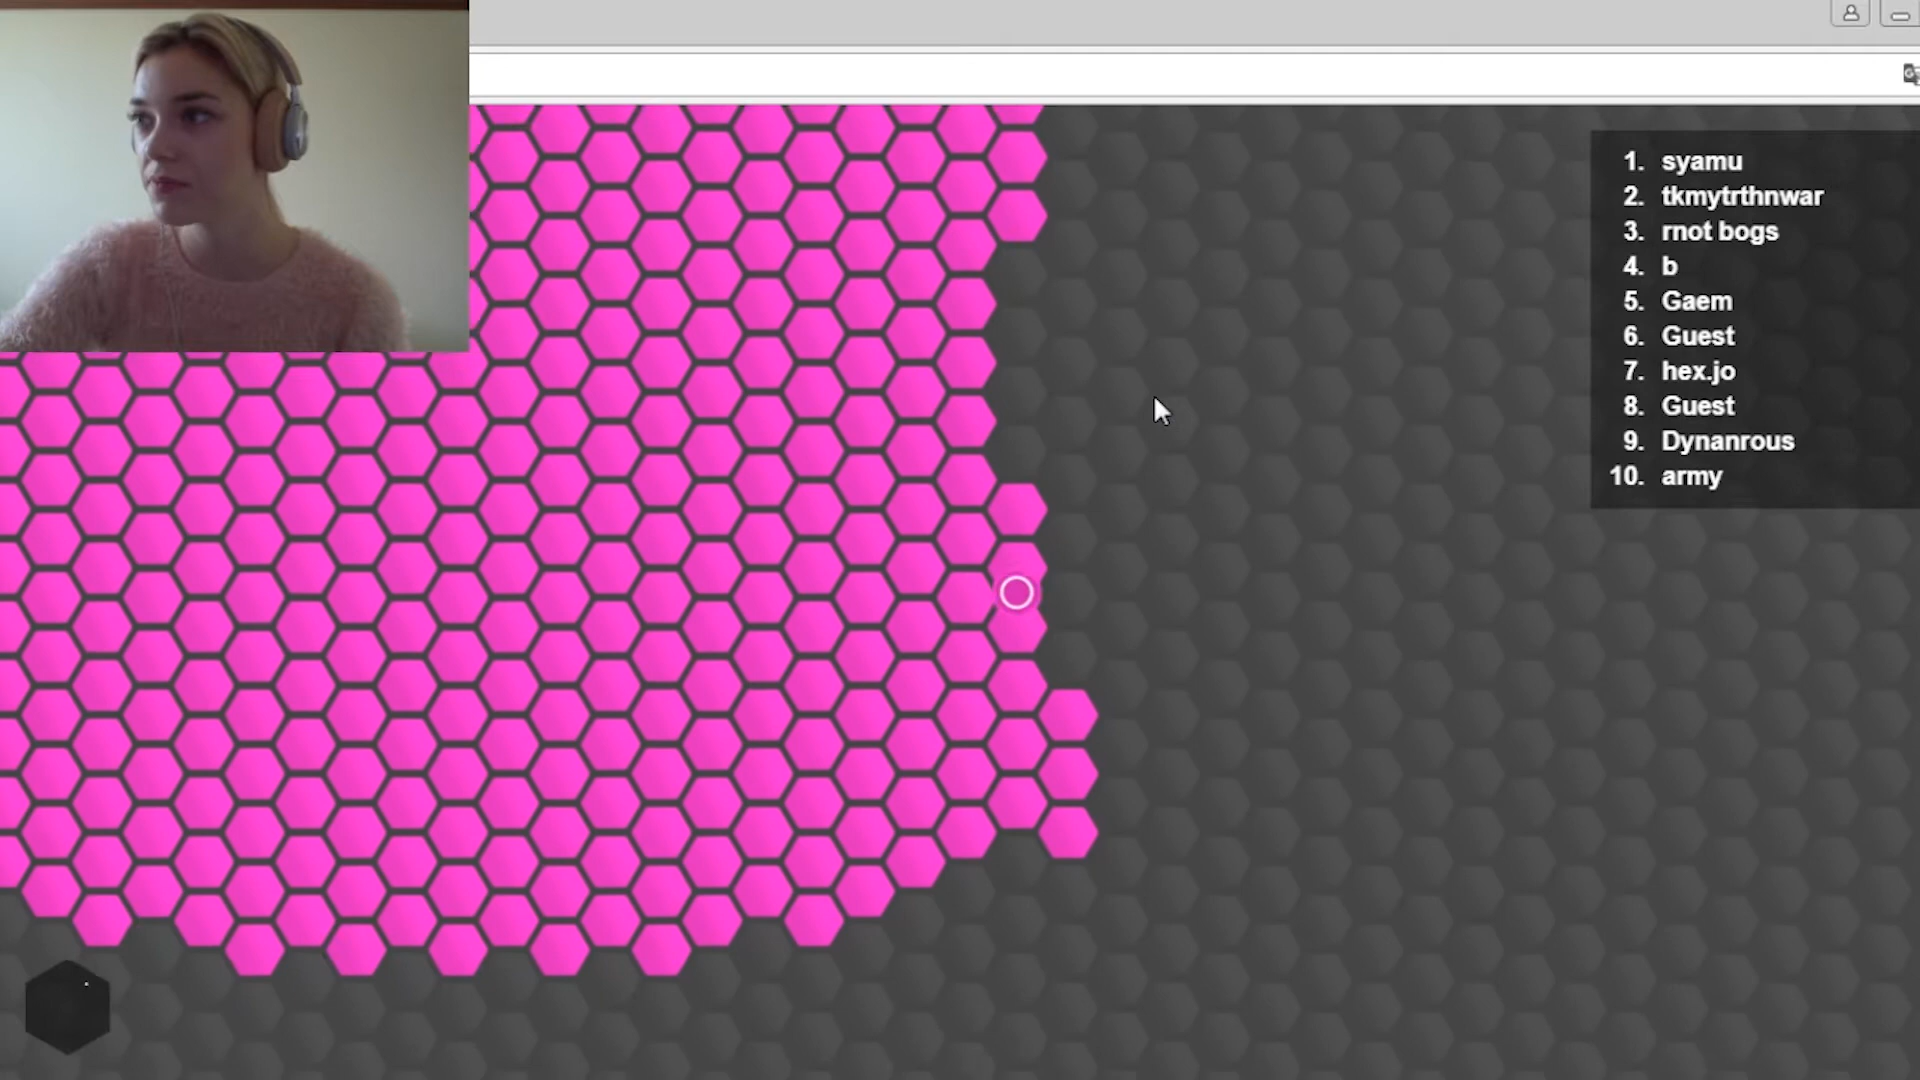 1. syamu
2. tkmytrthnwar
3. rnot bogs
4. b
5. Gaem
6. Guest
7. hex.jo
8. Guest
9. Dynanrous
10. army